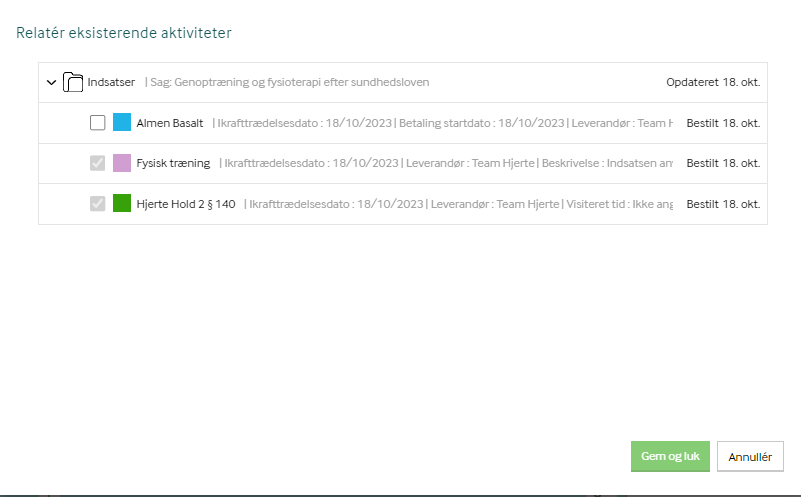 Relatér eksisterende aktiviteter
Indsatser | Sag: Genoptræning og fysioterapi efter sundhedsloven Opdateret 18. okt.
Almen Basalt | Ikrafttrædelsesdato : 18/10/2023 | Betaling startdato : 18/10/2023 | Leverandør : Team Bestilt 18. okt.
Fysisk træning | Ikrafttrædelsesdato : 18/10/2023 | Leverandør : Team Hjerte | Beskrivelse : Indsatsen Bestilt 18. okt.
Hjerte Hold 2 § 140 | Ikrafttrædelsesdato : 18/10/2023 | Leverandør : Team Hjerte | Visiteret tid : Ikke Bestilt 18. okt.
Gem og luk Annullér